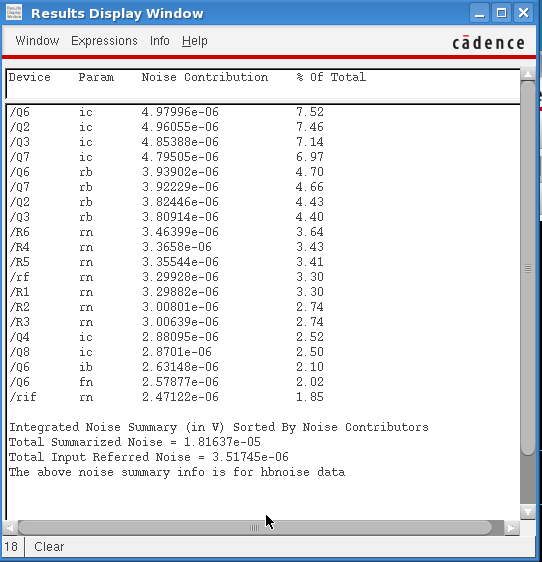 Results Display Window
Window Expressions Info Help
cādence
Device Param Noise Contribution % Of Total
/Q6 ic 4.97996e-06 7.52
/Q2 ic 4.96055e-06 7.46
/Q3 ic 4.85388e-06 7.14
/Q7 ic 4.79505e-06 6.97
/Q6 rb 3.93902e-06 4.70
/Q7 rb 3.92229e-06 4.66
/Q2 rb 3.82446e-06 4.43
/Q3 rb 3.80914e-06 4.40
/R6 rn 3.46399e-06 3.64
/R4 rn 3.3658e-06 3.43
/R5 rn 3.35544e-06 3.41
/rf rn 3.29928e-06 3.30
/R1 rn 3.29882e-06 3.30
/R2 rn 3.00801e-06 2.74
/R3 rn 3.00639e-06 2.74
/Q4 ic 2.88095e-06 2.52
/Q8 ic 2.8701e-06 2.50
/Q6 ib 2.63148e-06 2.10
/Q6 fn 2.57877e-06 2.02
/rif rn 2.47122e-06 1.85
Integrated Noise Summary (in V) Sorted By Noise Contributors
Total Summarized Noise = 1.81637e-05
Total Input Referred Noise = 3.51745e-06
The above noise summary info is for hbnoise data
18 Clear